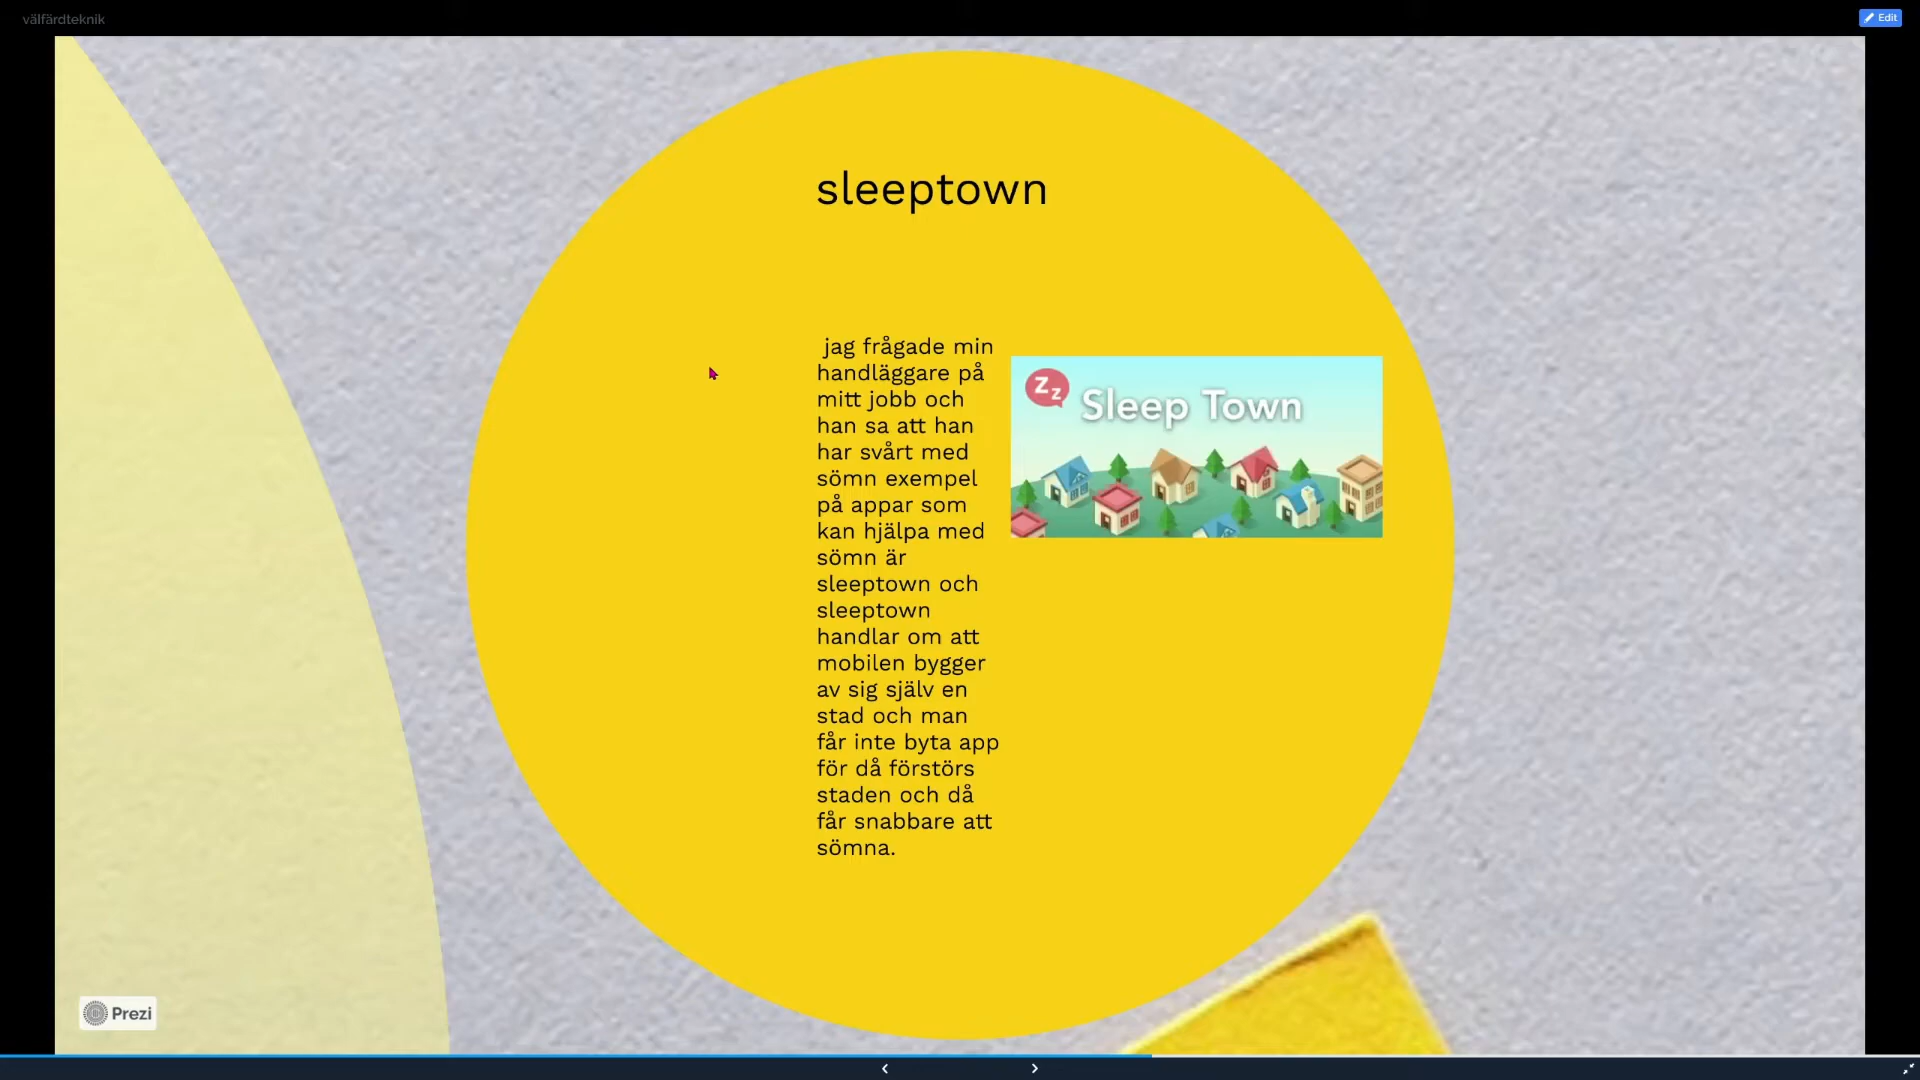 välfärdteknik
Edit
sleeptown
jag frågade min
handläggare på
mitt jobb och
han sa att han
har svårt med
sömn exempel
på appar som
kan hjälpa med
sömn är
sleeptown och
sleeptown
handlar om att
mobilen bygger
av sig själv en
stad och man
får inte byta app
för då förstörs
staden och då
får snabbare att
sömna.
Zz
Sleep Town
Prezi